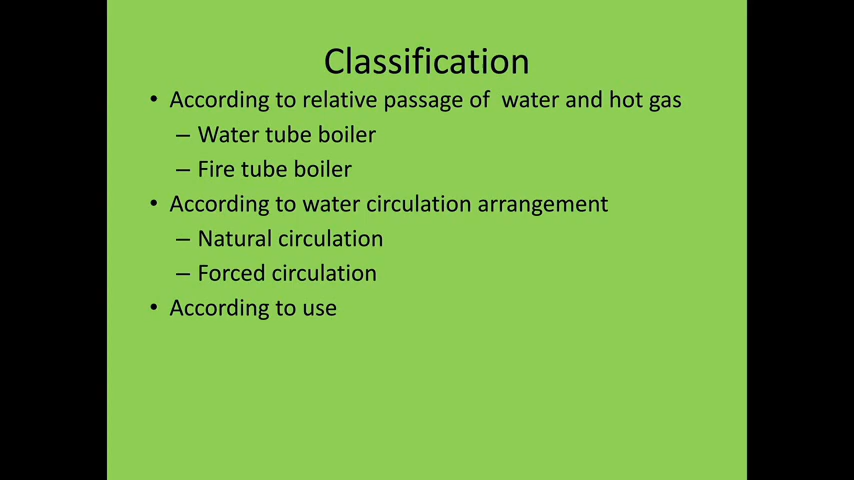 Classification
• According to relative passage of water and hot gas
– Water tube boiler
– Fire tube boiler
• According to water circulation arrangement
– Natural circulation
– Forced circulation
• According to use